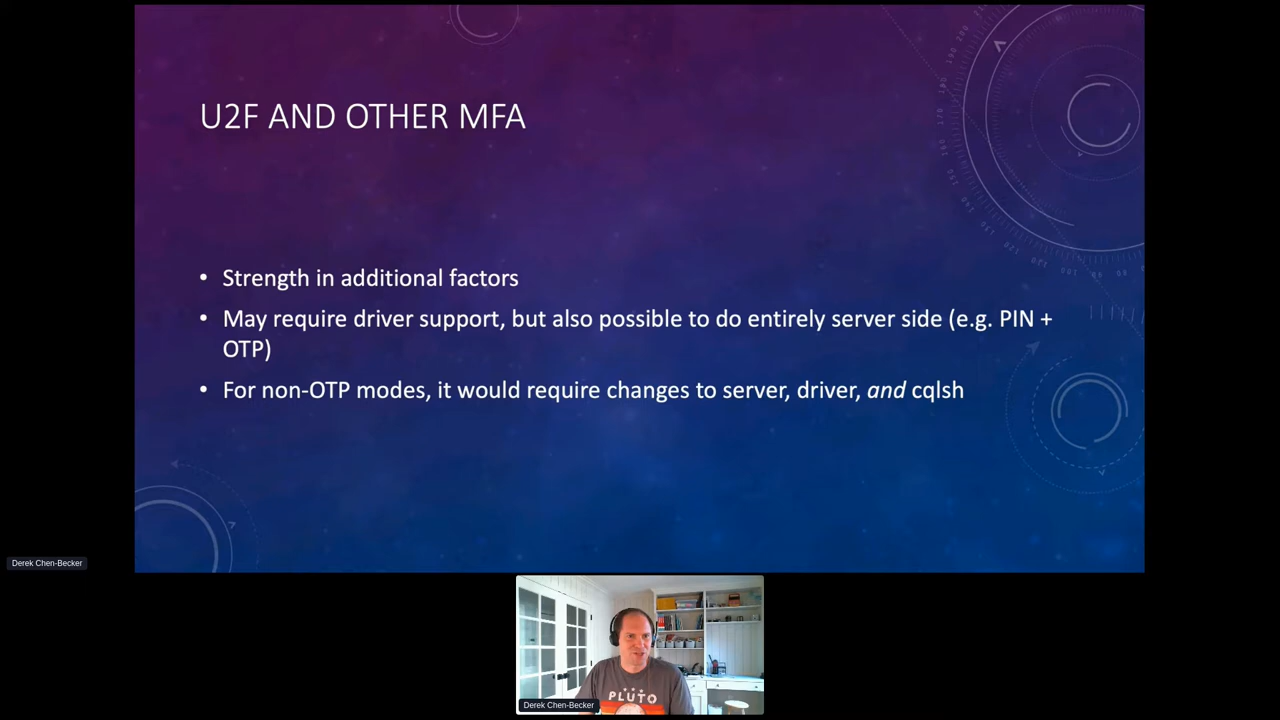 U2F AND OTHER MFA
• Strength in additional factors
• May require driver support, but also possible to do entirely server side (e.g. PIN +
OTP)
• For non-OTP modes, it would require changes to server, driver, and cqlsh
Derek Chen-Becker
PLUTO
Derek Chen-Becker